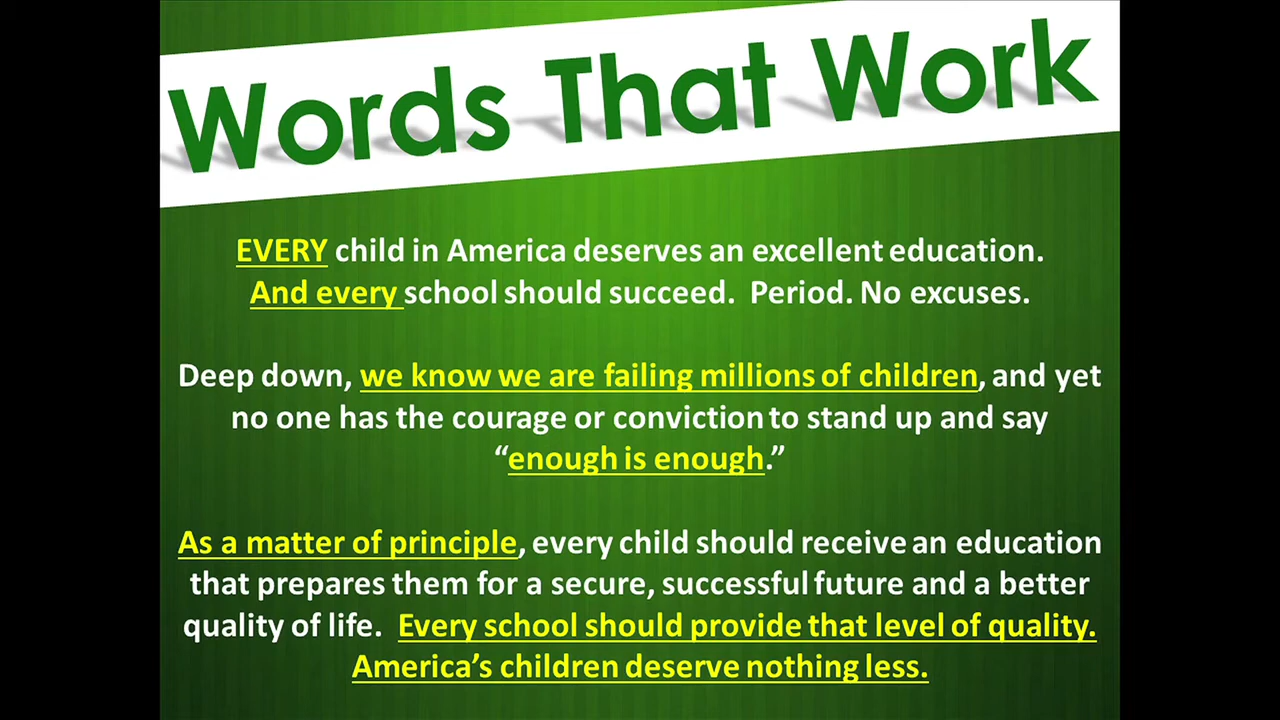 Words That Work
EVERY child in America deserves an excellent education.
And every school should succeed.  Period. No excuses.
Deep down, we know we are failing millions of children, and yet
no one has the courage or conviction to stand up and say
“enough is enough.”
As a matter of principle, every child should receive an education
that prepares them for a secure, successful future and a better
quality of life.  Every school should provide that level of quality.
America’s children deserve nothing less.